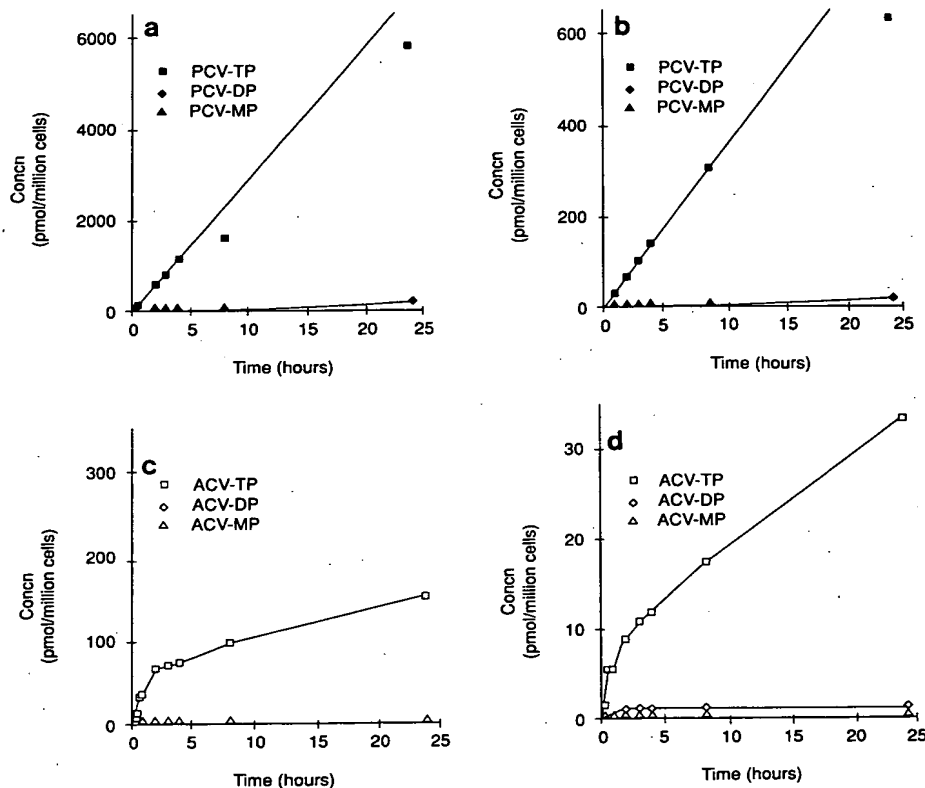 a
PCV-TP
PCV-DP
PCV-MP
6000
4000
2000
0
Concn
(pmol/million cells)
0 5 10 15 20 25
Time (hours)
b
PCV-TP
PCV-DP
PCV-MP
600
400
200
0
Concn
(pmol/million cells)
0 5 10 15 20 25
Time (hours)
c
ACV-TP
ACV-DP
ACV-MP
300
200
100
0
Concn
(pmol/million cells)
0 5 10 15 20 25
Time (hours)
d
ACV-TP
ACV-DP
ACV-MP
30
20
10
0
Concn
(pmol/million cells)
0 5 10 15 20 25
Time (hours)